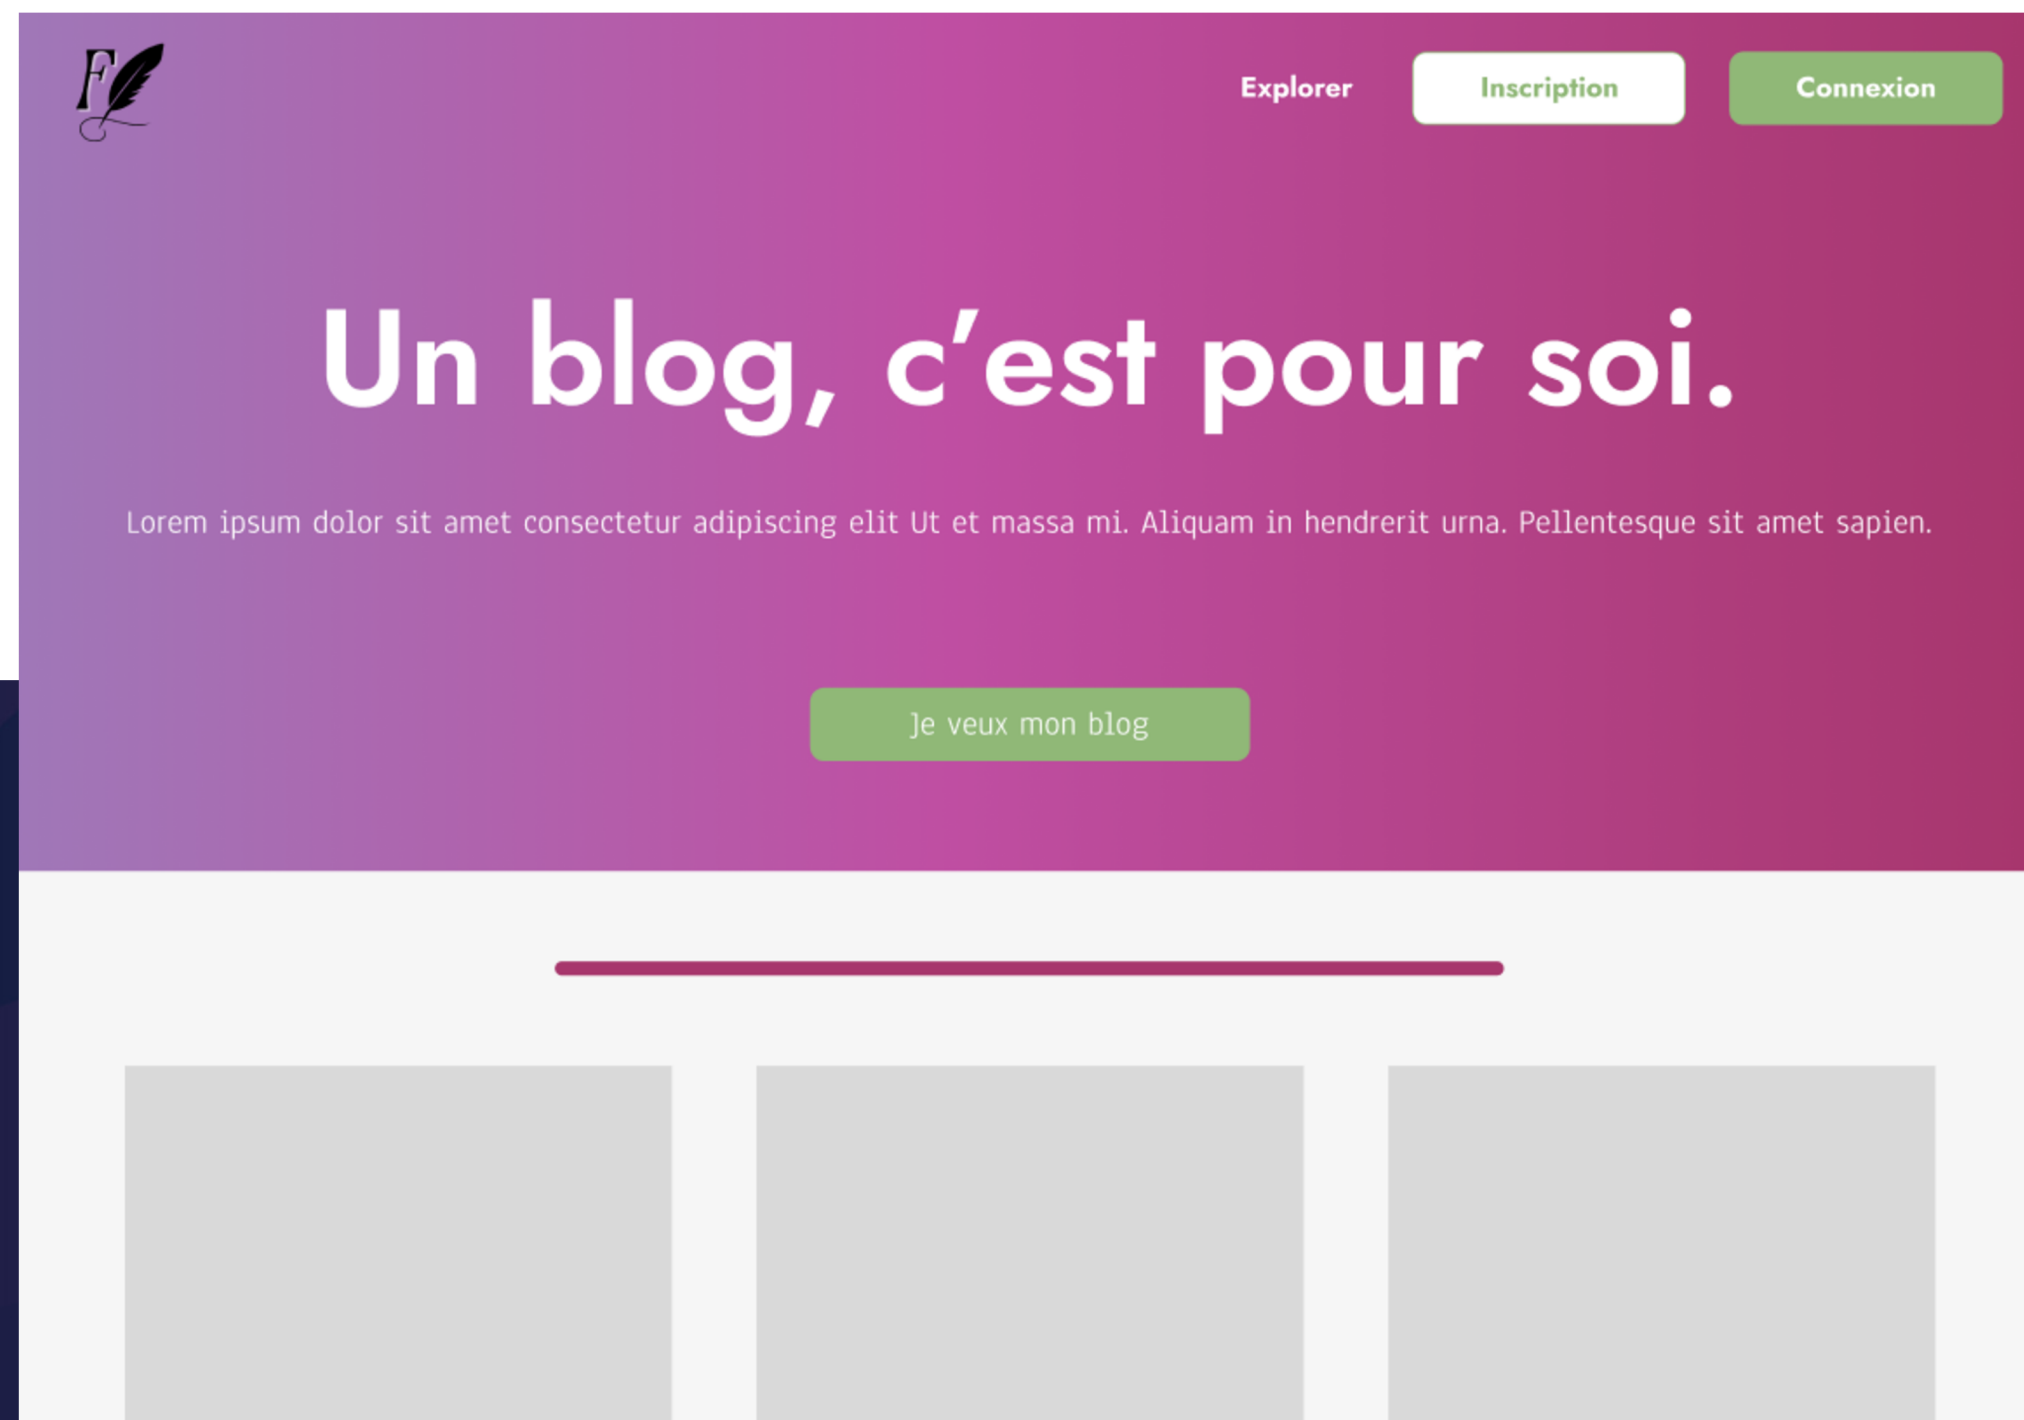 F
Explorer
Inscription
Connexion
Un blog, c’est pour soi.
Lorem ipsum dolor sit amet consectetur adipiscing elit Ut et massa mi. Aliquam in hendrerit urna. Pellentesque sit amet sapien.
Je veux mon blog